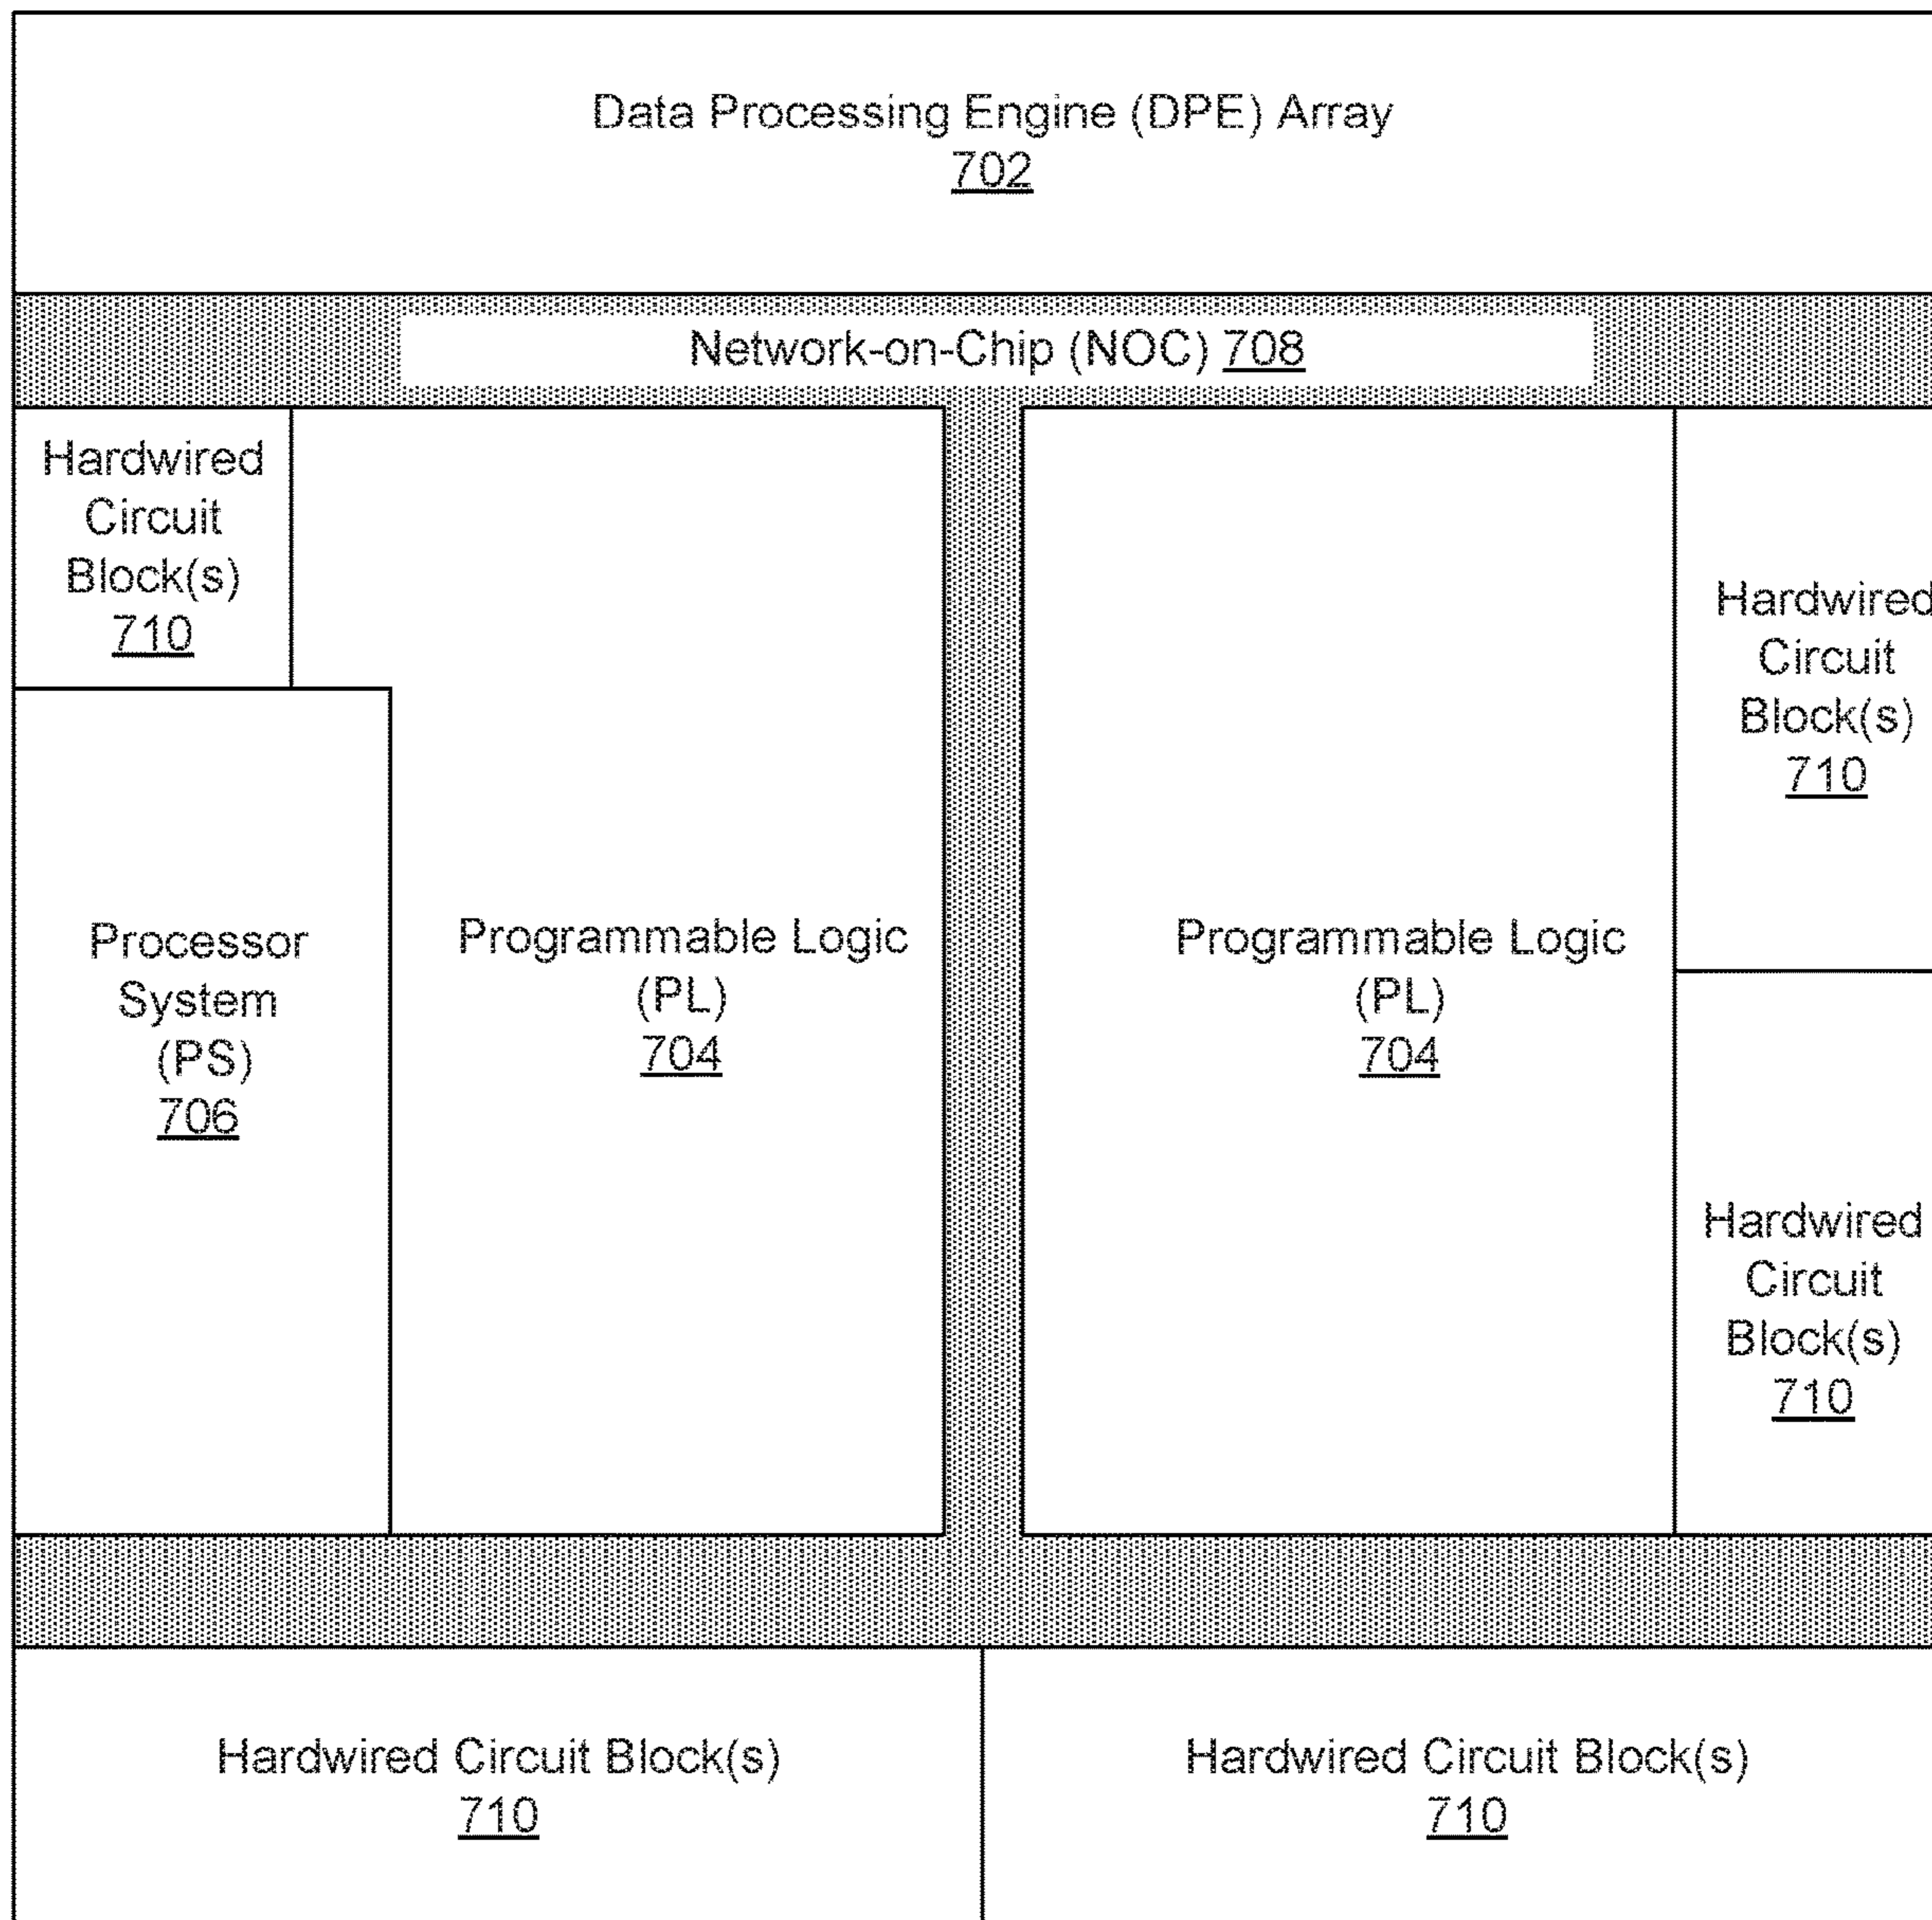 Data Processing Engine (DPE) Array
702
Network-on-Chip (NOC) 708
Hardwired
Circuit
Block(s)
710
Processor
System
(PS)
706
Programmable Logic
(PL)
704
Programmable Logic
(PL)
704
Hardwired
Circuit
Block(s)
710
Hardwired
Circuit
Block(s)
710
Hardwired Circuit Block(s)
710
Hardwired Circuit Block(s)
710